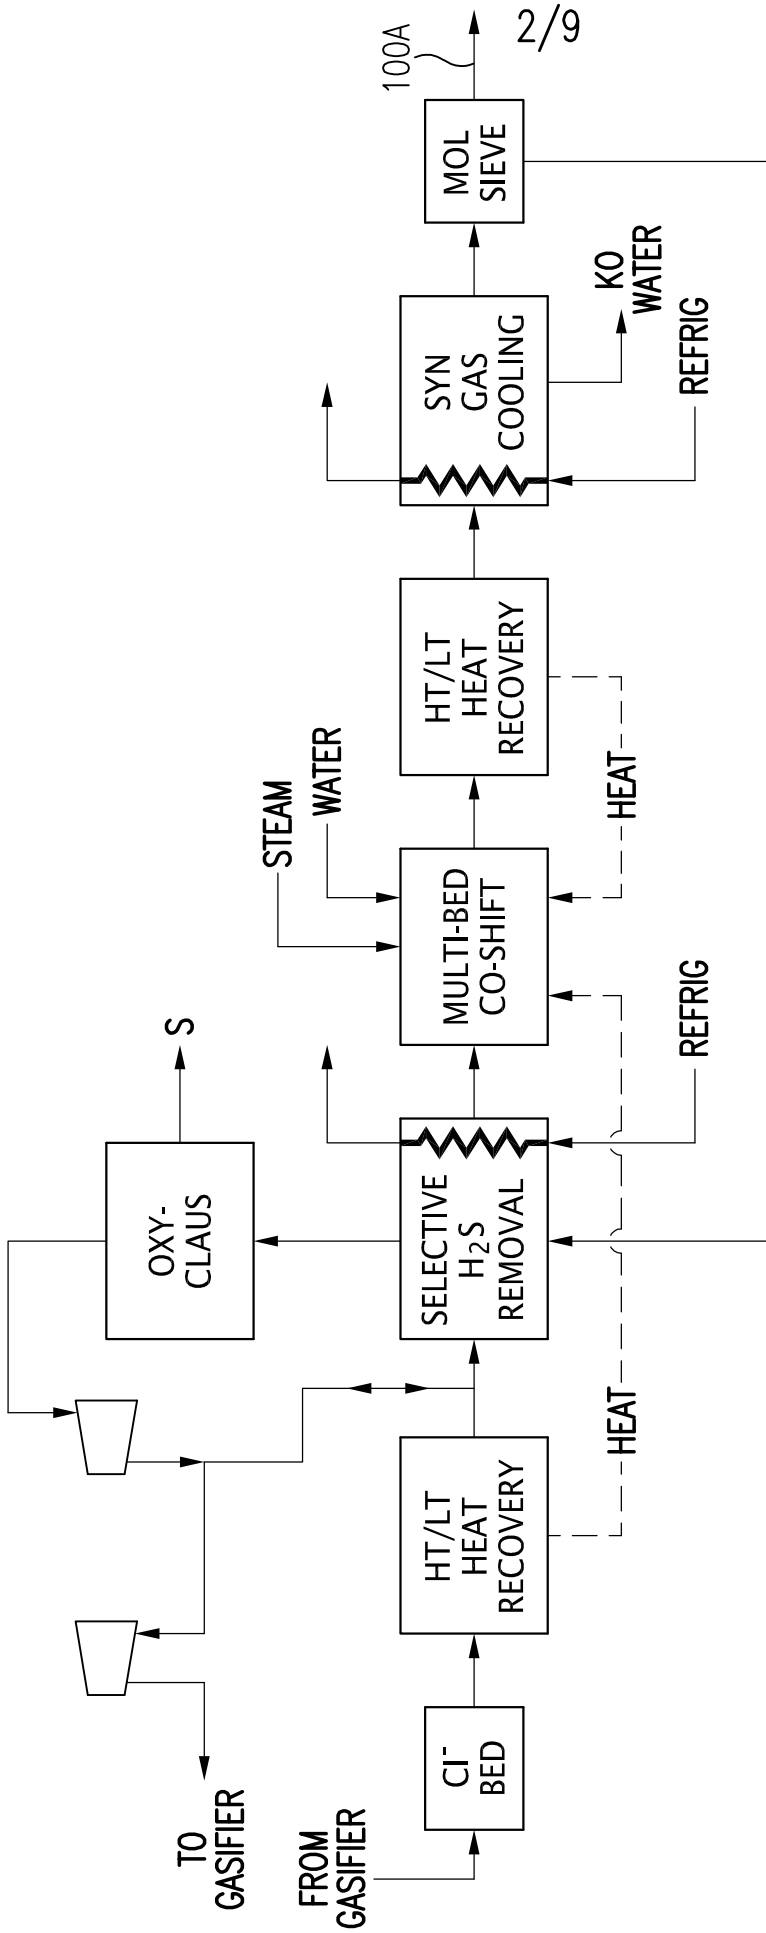 2/9
100A
MOL
SIEVE
SYN
GAS
COOLING
KO
WATER
REFRIG
HT/LT
HEAT
RECOVERY
HEAT
STEAM
WATER
MULTI-BED
CO-SHIFT
REFRIG
S
OXY-
CLAUS
SELECTIVE
H₂S
REMOVAL
HEAT
HT/LT
HEAT
RECOVERY
Cl⁻
BED
TO
GASIFIER
FROM
GASIFIER